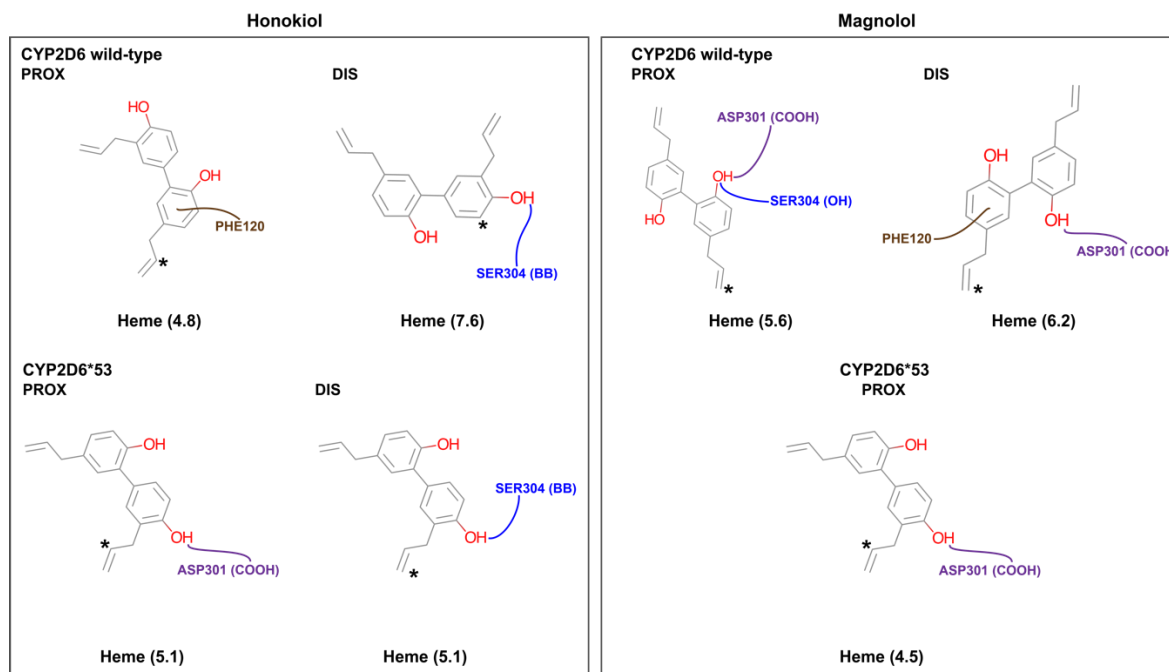 Honokiol
CYP2D6 wild-type
PROX
DIS
HO
OH
PHE120
*
OH
OH
*
SER304 (BB)
Heme (4.8)
Heme (7.6)
CYP2D6*53
PROX
DIS
OH
OH
*
ASP301 (COOH)
OH
SER304 (BB)
OH
*
Heme (5.1)
Heme (5.1)
Magnolol
CYP2D6 wild-type
PROX
DIS
ASP301 (COOH)
OH
SER304 (OH)
HO
*
OH
PHE120
OH
ASP301 (COOH
*
Heme (5.6)
Heme (6.2)
CYP2D6*53
PROX
OH
OH
*
ASP301 (COOH)
Heme (4.5)